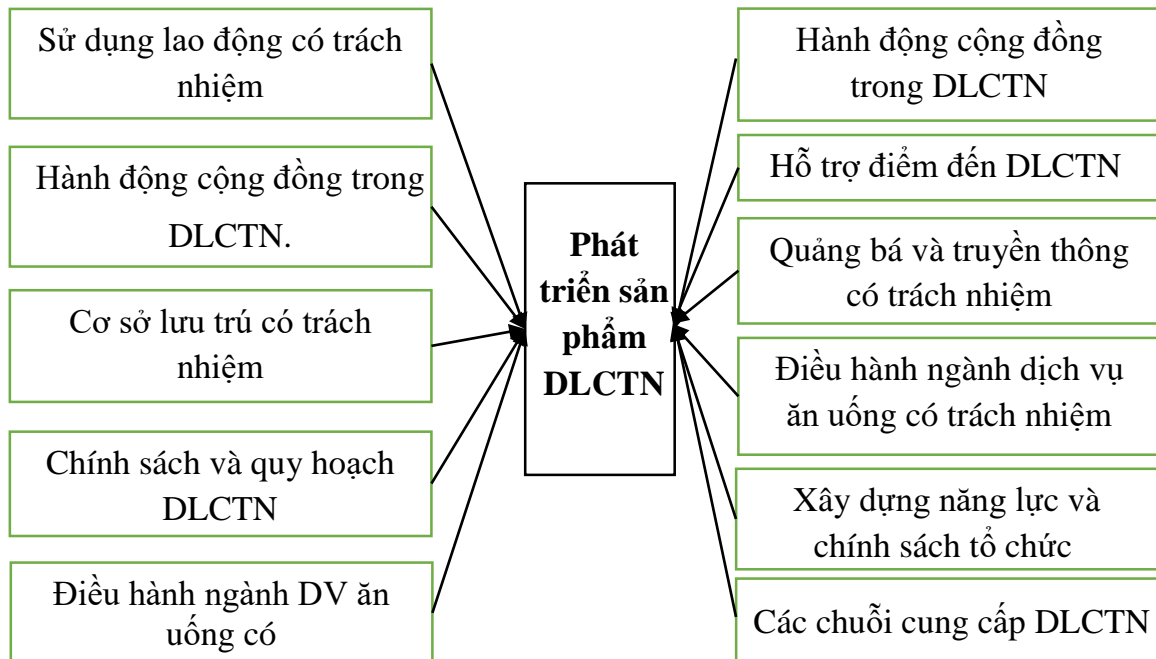 Sử dụng lao động có trách
nhiệm
Hành động cộng đồng trong
DLCTN.
Cơ sở lưu trú có trách
nhiệm
Chính sách và quy hoạch
DLCTN
Điều hành ngành DV ăn
uống có
Phát
triển sản
phẩm
DLCTN
Hành động cộng đồng
trong DLCTN
Hỗ trợ điểm đến DLCTN
Quảng bá và truyền thông
có trách nhiệm
Điều hành ngành dịch vụ
ăn uống có trách nhiệm
Xây dựng năng lực và
chính sách tổ chức
Các chuỗi cung cấp DLCTN